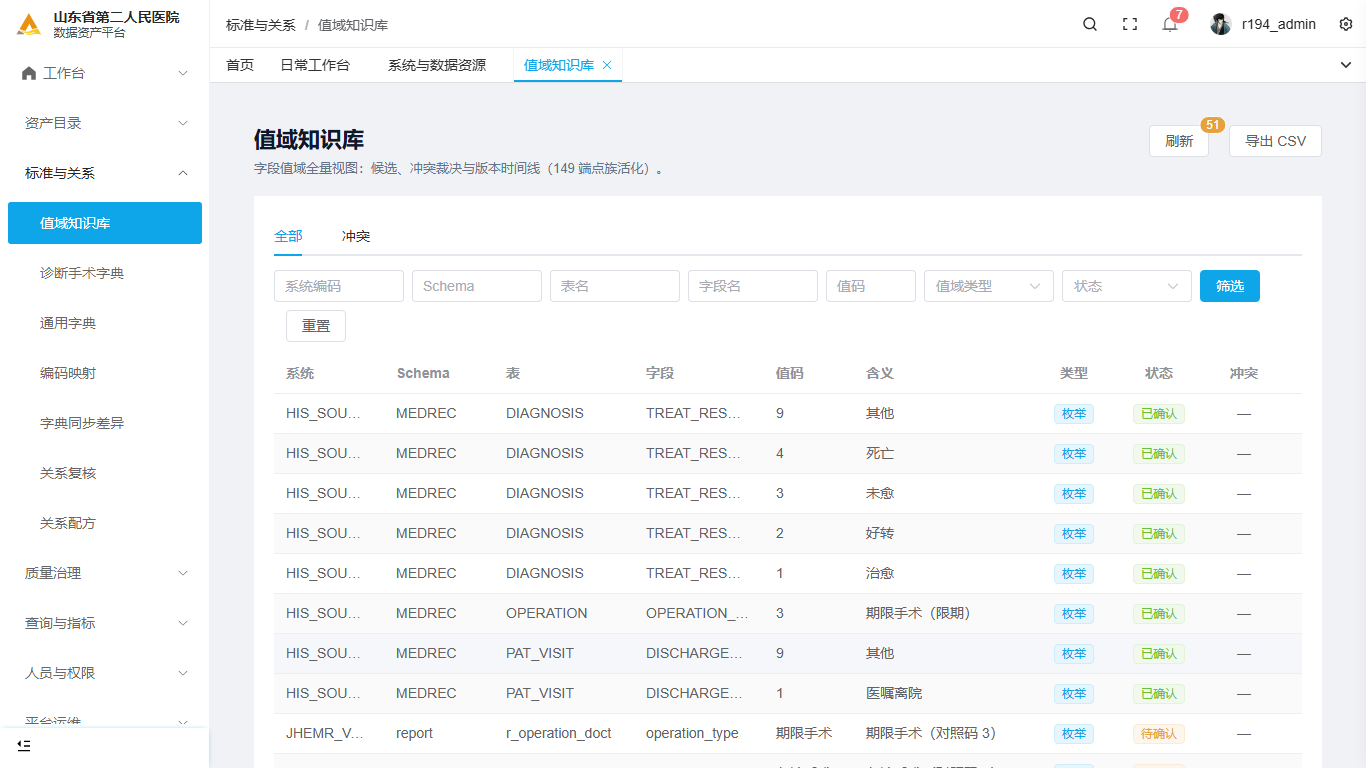 山东省第二人民医院
数据资产平台
标准与关系 / 值域知识库
7
r194_admin
首页 日常工作台 系统与数据资源 值域知识库
工作台
资产目录
标准与关系
值域知识库
诊断手术字典
通用字典
编码映射
字典同步差异
关系复核
关系配方
质量治理
查询与指标
人员与权限
平台运维
值域知识库
字段值域全量视图：候选、冲突裁决与版本时间线（149 端点族活化）。
刷新 51 导出 CSV
全部 冲突
系统编码 Schema 表名 字段名 值码 值域类型 状态 筛选
重置
系统 Schema 表 字段 值码 含义 类型 状态 冲突
HIS_SOU... MEDREC DIAGNOSIS TREAT_RES... 9 其他 枚举 已确认 —
HIS_SOU... MEDREC DIAGNOSIS TREAT_RES... 4 死亡 枚举 已确认 —
HIS_SOU... MEDREC DIAGNOSIS TREAT_RES... 3 未愈 枚举 已确认 —
HIS_SOU... MEDREC DIAGNOSIS TREAT_RES... 2 好转 枚举 已确认 —
HIS_SOU... MEDREC DIAGNOSIS TREAT_RES... 1 治愈 枚举 已确认 —
HIS_SOU... MEDREC OPERATION OPERATION_... 3 期限手术（限期） 枚举 已确认 —
HIS_SOU... MEDREC PAT_VISIT DISCHARGE... 9 其他 枚举 已确认 —
HIS_SOU... MEDREC PAT_VISIT DISCHARGE... 1 医嘱离院 枚举 已确认 —
JHEMR_V... report r_operation_doct operation_type 期限手术 期限手术（对照码 3） 枚举 待确认 —